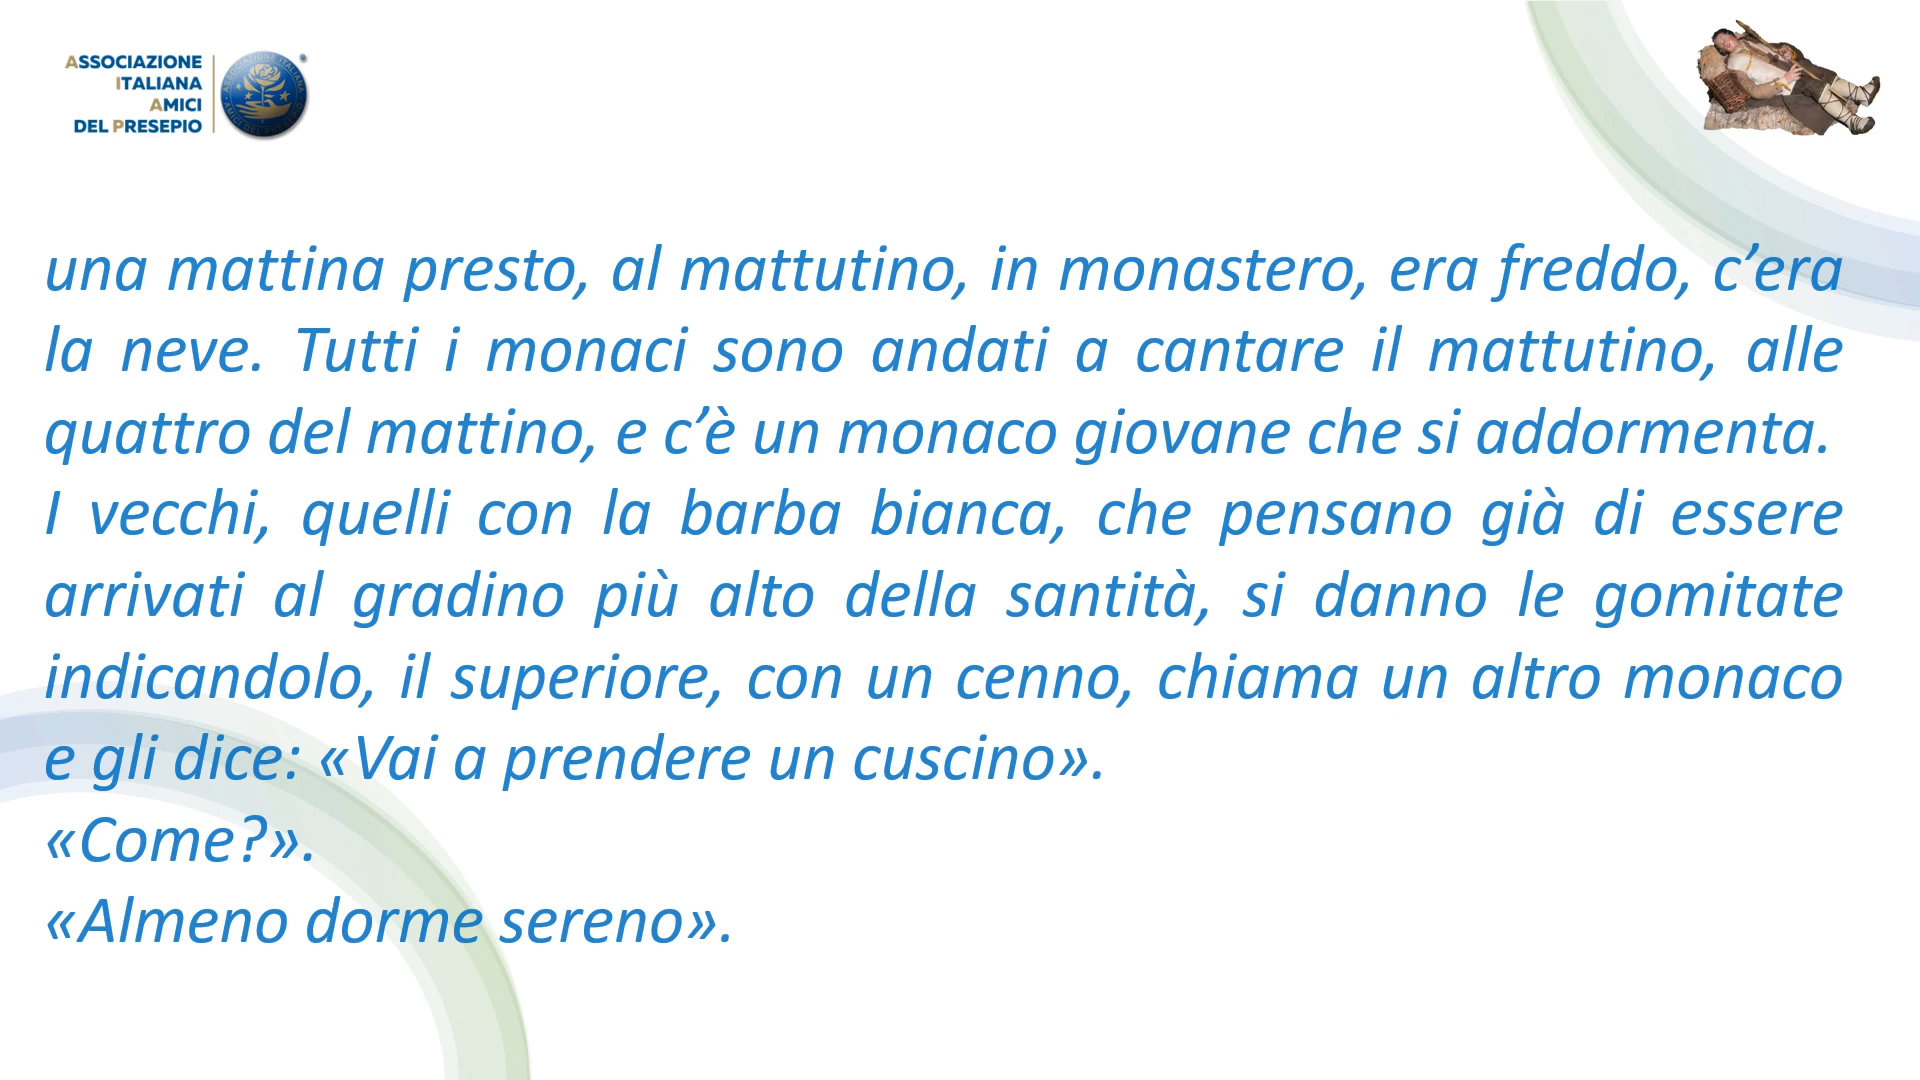 ASSOCIAZIONE
ITALIANA
AMICI
DEL PRESEPIO
una mattina presto, al mattutino, in monastero, era freddo, c’era
la neve. Tutti i monaci sono andati a cantare il mattutino, alle
quattro del mattino, e c’è un monaco giovane che si addormenta.
I vecchi, quelli con la barba bianca, che pensano già di essere
arrivati al gradino più alto della santità, si danno le gomitate
indicandolo, il superiore, con un cenno, chiama un altro monaco
e gli dice: «Vai a prendere un cuscino».
«Come?».
«Almeno dorme sereno».